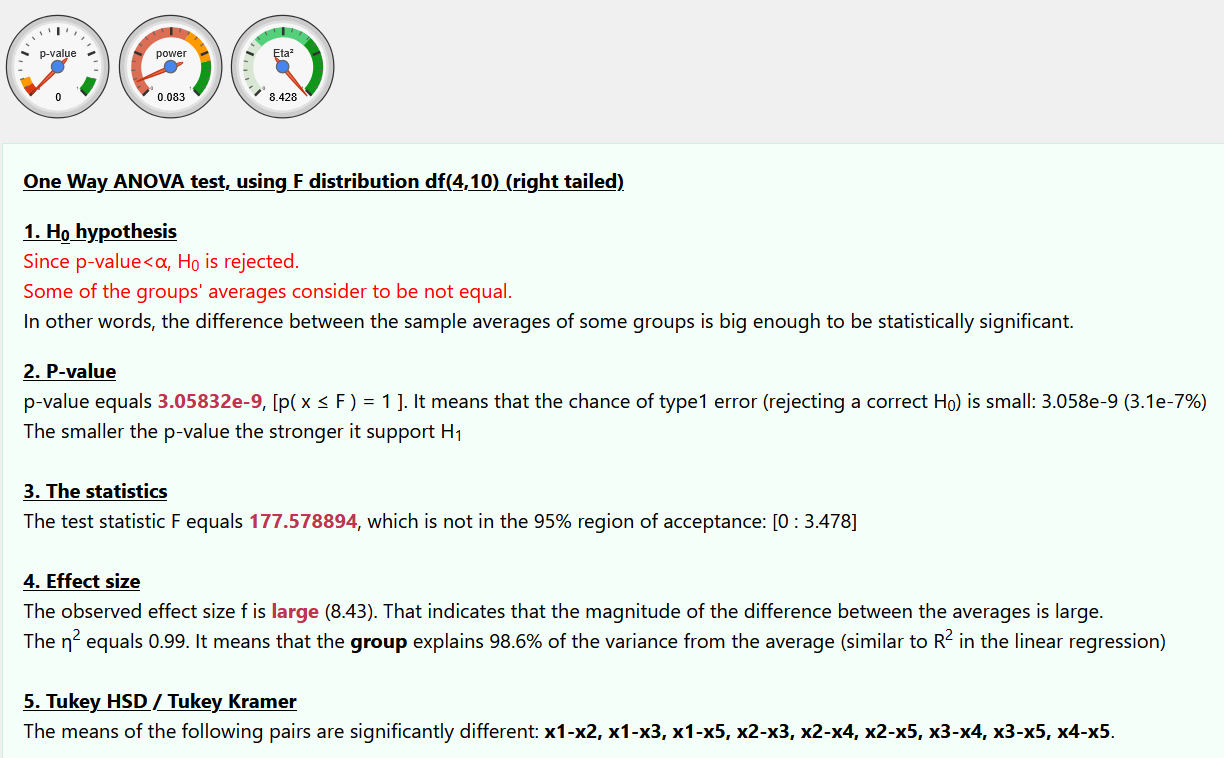 p-value
0
power
0.083
Eta²
8.428
One Way ANOVA test, using F distribution df(4,10) (right tailed)
1. H₀ hypothesis
Since p-value<α, H₀ is rejected.
Some of the groups' averages consider to be not equal.
In other words, the difference between the sample averages of some groups is big enough to be statistically significant.
2. P-value
p-value equals 3.05832e-9, [p( x ≤ F ) = 1 ]. It means that the chance of type1 error (rejecting a correct H₀) is small: 3.058e-9 (3.1e-7%)
The smaller the p-value the stronger it support H₁
3. The statistics
The test statistic F equals 177.578894, which is not in the 95% region of acceptance: [0 : 3.478]
4. Effect size
The observed effect size f is large (8.43). That indicates that the magnitude of the difference between the averages is large.
The η² equals 0.99. It means that the group explains 98.6% of the variance from the average (similar to R² in the linear regression)
5. Tukey HSD / Tukey Kramer
The means of the following pairs are significantly different: x1-x2, x1-x3, x1-x5, x2-x3, x2-x4, x2-x5, x3-x4, x3-x5, x4-x5.